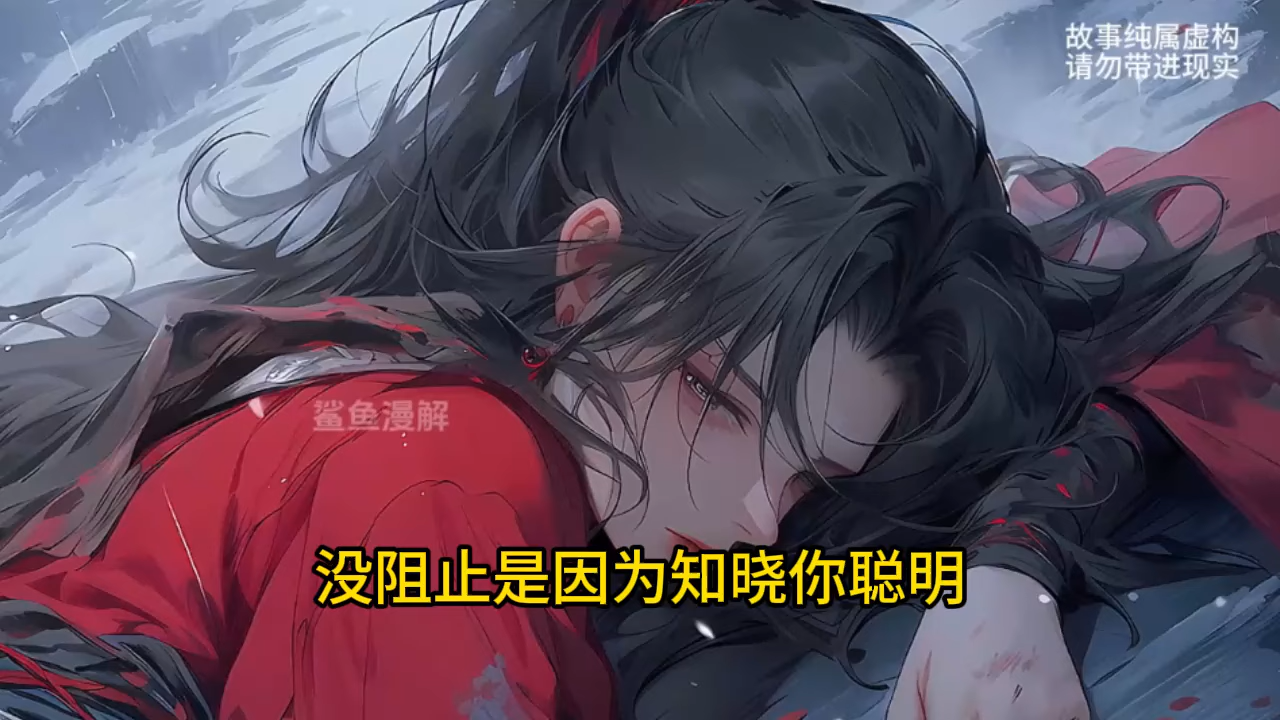 故事纯属虚构
请勿带进现实
鲨鱼漫解
没阻止是因为知晓你聪明